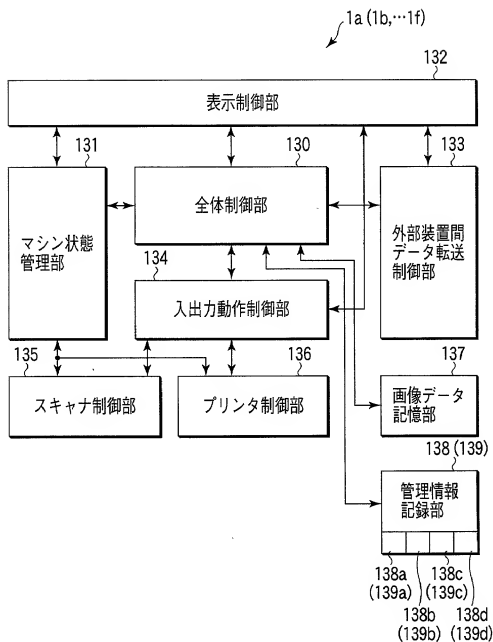 1a (1b,…1f)
132
表示制御部
131
130
133
マシン状態
管理部
全体制御部
外部装置間
データ転送
制御部
134
入出力動作制御部
135
136
137
スキャナ制御部
プリンタ制御部
画像データ
記憶部
138 (139)
管理情報
記録部
138a
(139a)
138c
(139c)
138b
(139b)
138d
(139d)